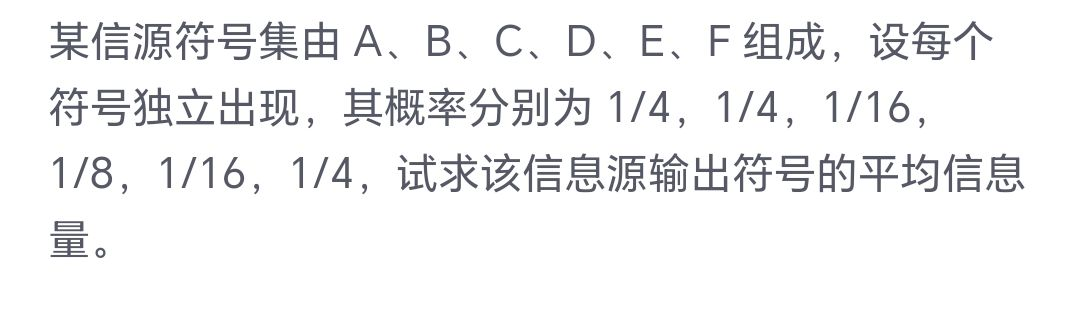 某信源符号集由 A、B、C、D、E、F 组成，设每个
符号独立出现，其概率分别为 1/4，1/4，1/16，
1/8，1/16，1/4，试求该信息源输出符号的平均信息
量。